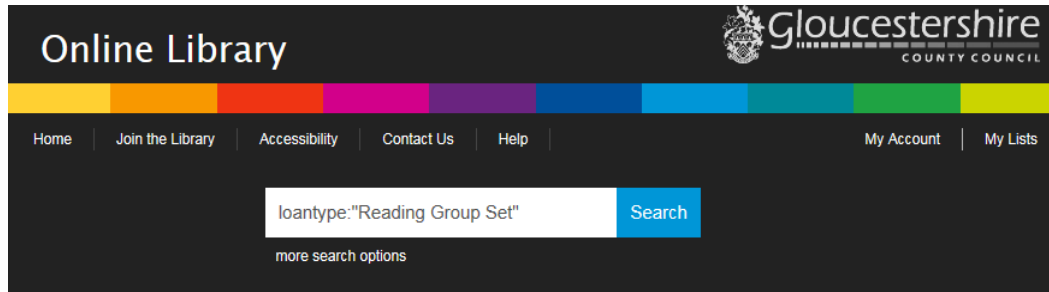 Online Library
Gloucestershire
COUNTY COUNCIL
Home Join the Library Accessibility Contact Us Help My Account My Lists
loantype:"Reading Group Set" Search
more search options